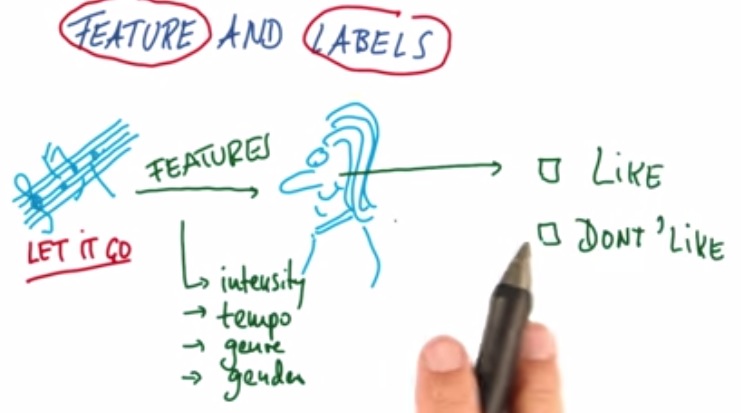 FEATURE AND LABELS
FEATURES
LET IT GO
intensity
tempo
genre
gender
LIKE
DONT'LIKE